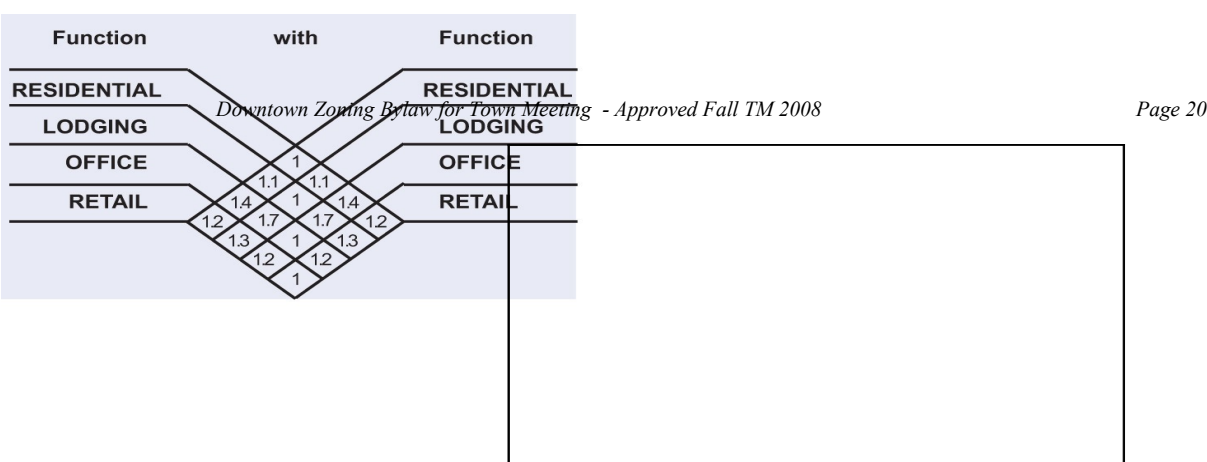 Function with Function
RESIDENTIAL RESIDENTIAL
Downtown Zoning Bylaw for Town Meeting - Approved Fall TM 2008 Page 20
LODGING LODGING
OFFICE 1 OFFICE
1.1 1.1
RETAIL 1.4 1 1.4 RETAIL
1.2 1.7 1.7 1.2
1.3 1 1.3
1.2 1.2
1